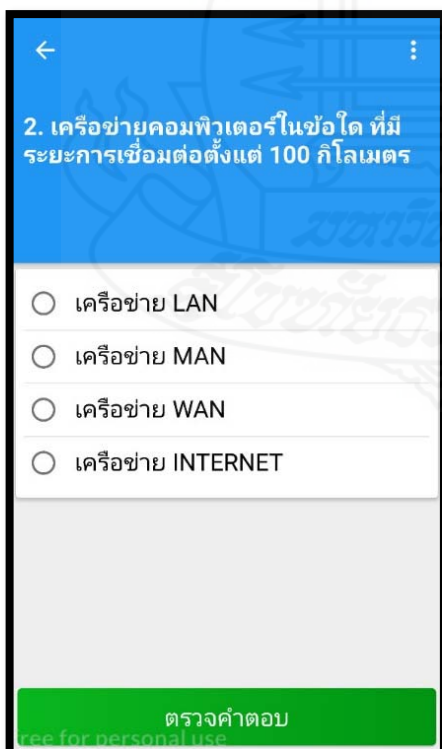 2. เครือข่ายคอมพิวเตอร์ในข้อใด ที่มี
ระยะการเชื่อมต่อตั้งแต่ 100 กิโลเมตร
เครือข่าย LAN
เครือข่าย MAN
เครือข่าย WAN
เครือข่าย INTERNET
ตรวจคำตอบ
free for personal use